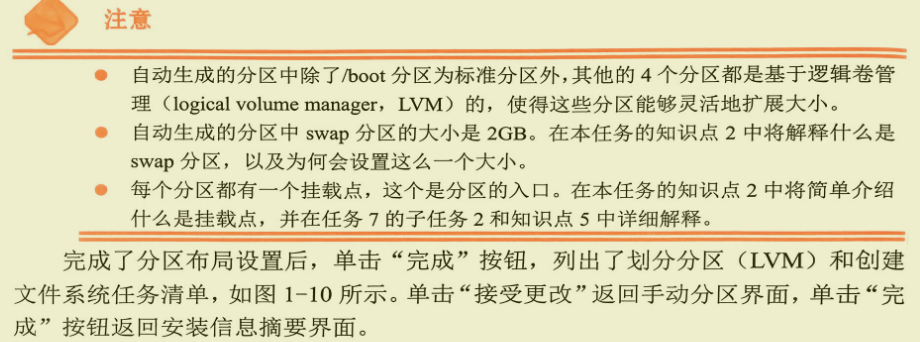 注意
自动生成的分区中除了/boot 分区为标准分区外，其他的 4 个分区都是基于逻辑卷管
理（logical volume manager，LVM）的，使得这些分区能够灵活地扩展大小。
自动生成的分区中 swap 分区的大小是 2GB。在本任务的知识点 2 中将解释什么是
swap 分区，以及为何会设置这么一个大小。
每个分区都有一个挂载点，这个是分区的入口。在本任务的知识点 2 中将简单介绍
什么是挂载点，并在任务 7 的子任务 2 和知识点 5 中详细解释。
完成了分区布局设置后，单击“完成”按钮，列出了划分分区（LVM）和创建
文件系统任务清单，如图 1-10 所示。单击“接受更改”返回手动分区界面，单击“完
成”按钮返回安装信息摘要界面。